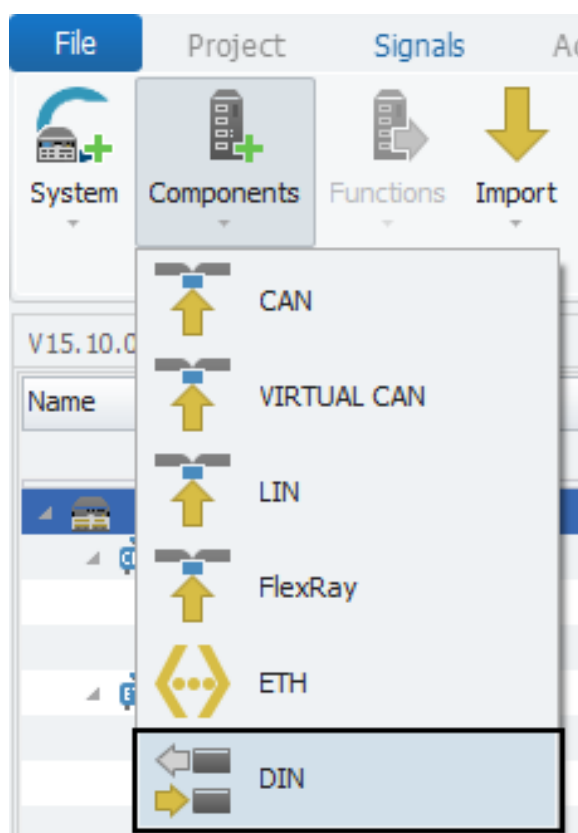 File Project Signals
System Components Functions Import
CAN
V15.10.0
Name
VIRTUAL CAN
LIN
FlexRay
ETH
DIN